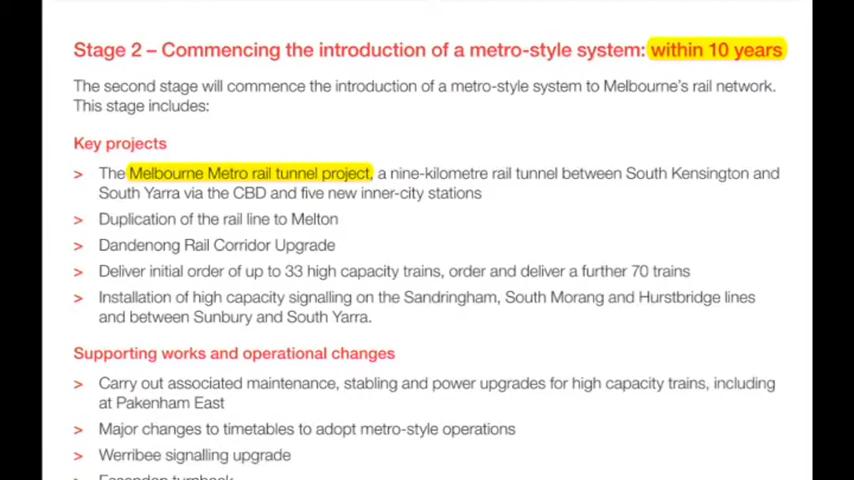 Stage 2 – Commencing the introduction of a metro-style system: within 10 years
The second stage will commence the introduction of a metro-style system to Melbourne's rail network.
This stage includes:
Key projects
> The Melbourne Metro rail tunnel project, a nine-kilometre rail tunnel between South Kensington and
South Yarra via the CBD and five new inner-city stations
> Duplication of the rail line to Melton
> Dandenong Rail Corridor Upgrade
> Deliver initial order of up to 33 high capacity trains, order and deliver a further 70 trains
> Installation of high capacity signalling on the Sandringham, South Morang and Hurstbridge lines
and between Sunbury and South Yarra.
Supporting works and operational changes
> Carry out associated maintenance, stabling and power upgrades for high capacity trains, including
at Pakenham East
> Major changes to timetables to adopt metro-style operations
> Werribee signalling upgrade
> Essendon turnback